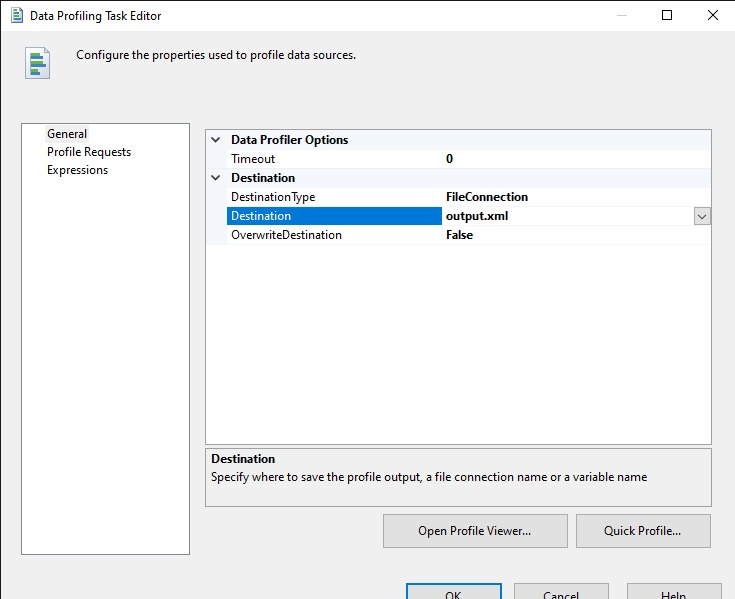 Data Profiling Task Editor
Configure the properties used to profile data sources.
General
Profile Requests
Expressions
Data Profiler Options
Timeout 0
Destination
DestinationType FileConnection
Destination output.xml
OverwriteDestination False
Destination
Specify where to save the profile output, a file connection name or a variable name
Open Profile Viewer... Quick Profile...
OK Cancel Help